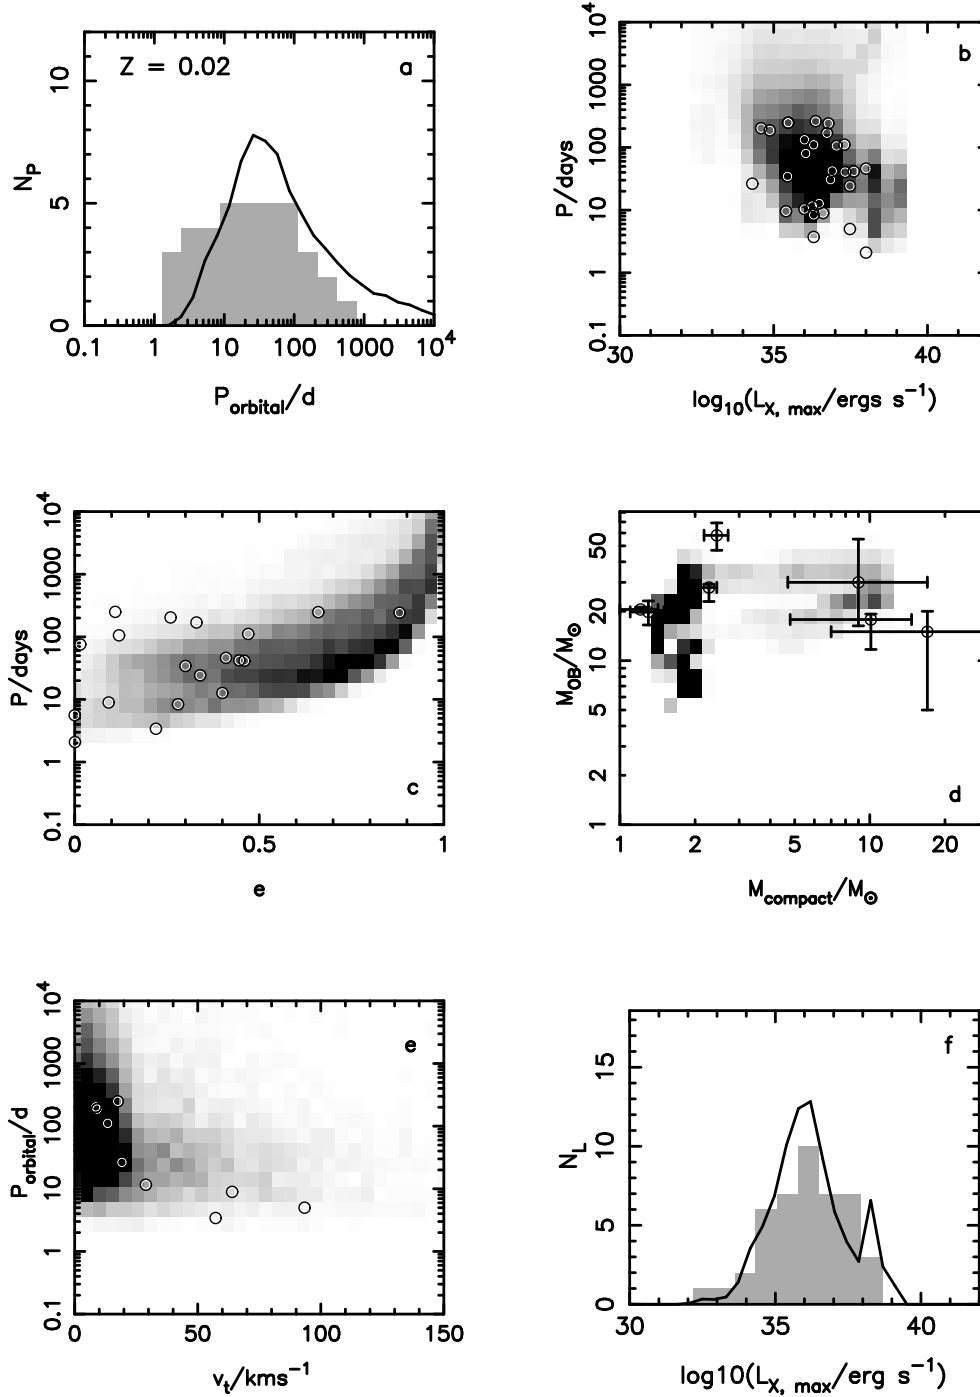 Z = 0.02
a
N_P
0
5
10
0.1
1
10
100
1000
10^4
P_orbital/d
b
P/days
0.1
1
10
100
1000
10^4
30
35
40
log_10(L_X, max/ergs s^−1)
c
P/days
0.1
1
10
100
1000
10^4
0
0.5
1
e
d
M_OB/M_⊙
1
2
5
10
20
50
1
2
5
10
20
M_compact/M_⊙
e
P_orbital/d
0.1
1
10
100
1000
10^4
0
50
100
150
v_t/kms^−1
f
N_L
0
5
10
15
30
35
40
log10(L_X, max/erg s^−1)